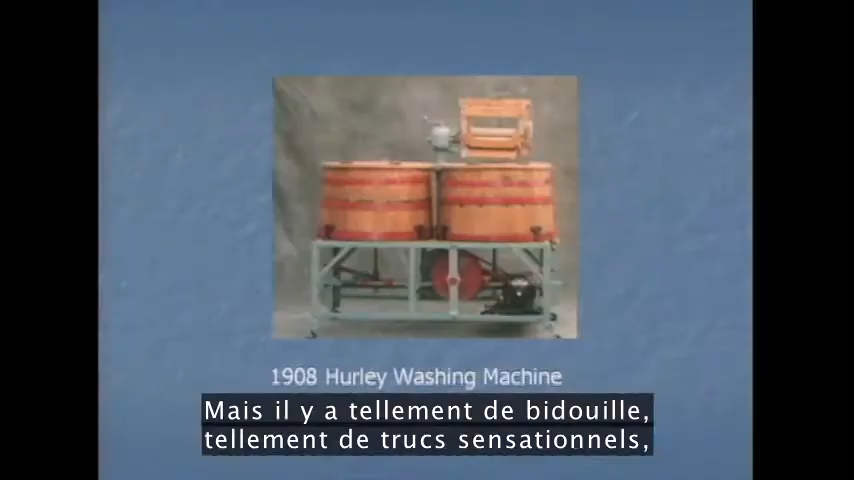 1908 Hurley Washing Machine
Mais il y a tellement de bidouille,
tellement de trucs sensationnels,